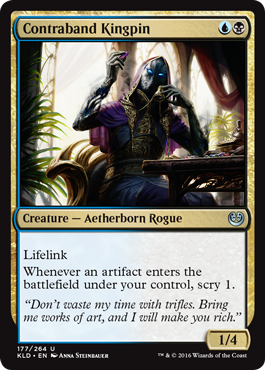 Contraband Kingpin
Creature — Aetherborn Rogue
Lifelink
Whenever an artifact enters the
battlefield under your control, scry 1.
“Don’t waste my time with trifles. Bring
me works of art, and I will make you rich.”
1/4
177/264 U
KLD • EN Anna Steinbauer
™ & © 2016 Wizards of the Coast